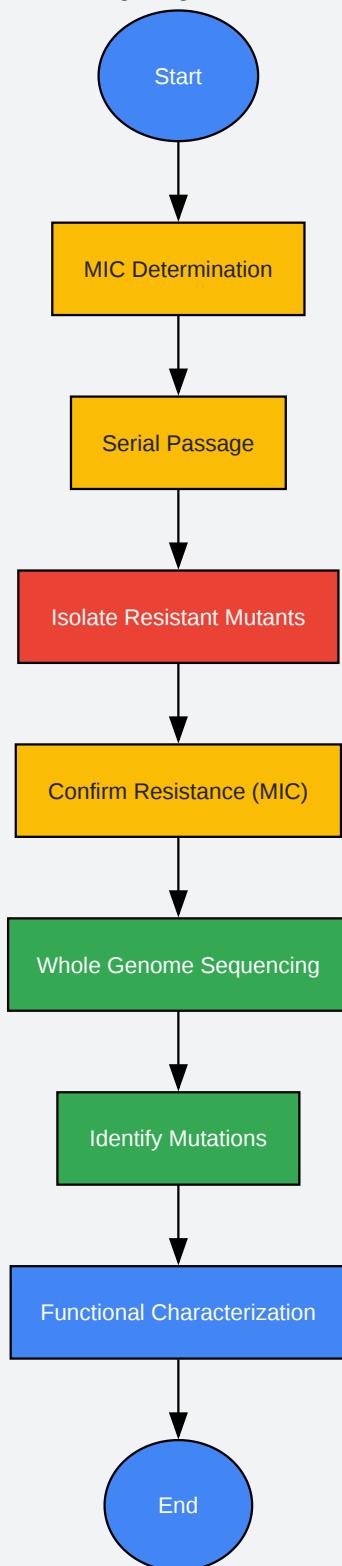 Start
MIC Determination
Serial Passage
Isolate Resistant Mutants
Confirm Resistance (MIC)
Whole Genome Sequencing
Identify Mutations
Functional Characterization
End